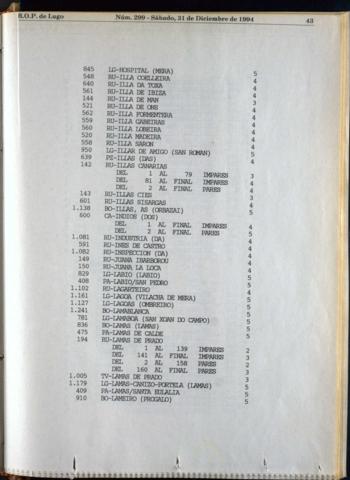 B.O.P. de Lugo Núm. 299 - Sábado, 31 de Diciembre de 1994 43
845 LG-HOSPITAL (MERA) 5
548 RU-ILLA COELLEIRA 4
640 RU-ILLA DA TOXA 4
561 RU-ILLA DE IBIZA 4
144 RU-ILLA DE MAN 3
521 RU-ILLA DE ONS 4
562 RU-ILLA FORMENTERA 4
559 RU-ILLA GABEIRAS 4
560 RU-ILLA LOBEIRA 4
520 RU-ILLA MADEIRA 4
558 RU-ILLA SARON 4
950 LG-ILLAR DE AMIGO (SAN ROMAN) 5
639 PZ-ILLAS (DAS) 4
142 RU-ILLAS CANARIAS
DEL 1 AL 79 IMPARES 3
DEL 81 AL FINAL IMPARES 4
DEL 2 AL FINAL PARES 4
143 RU-ILLAS CIES 3
601 RU-ILLAS SISARGAS 4
1.138 BO-ILLAS, AS (ORBAZAI) 5
600 CA-INDIOS (DOS)
DEL 1 AL FINAL IMPARES 4
DEL 2 AL FINAL PARES 5
1.081 RU-INDUSTRIA (DA) 5
591 RU-INES DE CASTRO 4
1.082 RU-INSPECCION (DA) 5
149 RU-JUANA IBARBOROU 4
150 RU-JUANA LA LOCA 4
829 LG-LABIO (LABIO) 5
408 PA-LABIO/SAN PEDRO 5
1.102 RU-LAGARTEIRO 5
1.161 LG-LAGOA (VILACHA DE MERA) 5
1.127 LG-LAGOAS (OMBREIRO) 5
1.241 BO-LAMABLANCA 5
781 LG-LAMABOA (SAN XOAN DO CAMPO) 5
836 BO-LAMAS (LAMAS) 5
475 PA-LAMAS DE CALDE 5
194 RU-LAMAS DE PRADO
DEL 1 AL 139 IMPARES 2
DEL 141 AL FINAL IMPARES 3
DEL 2 AL 158 PARES 2
DEL 160 AL FINAL PARES 3
1.005 TV-LAMAS DE PRADO 3
1.179 LG-LAMAS-CANIZO-PORTELA (LAMAS) 5
409 PA-LAMAS/SANTA EULALIA 5
910 BO-LAMEIRO (PROGALO) 5